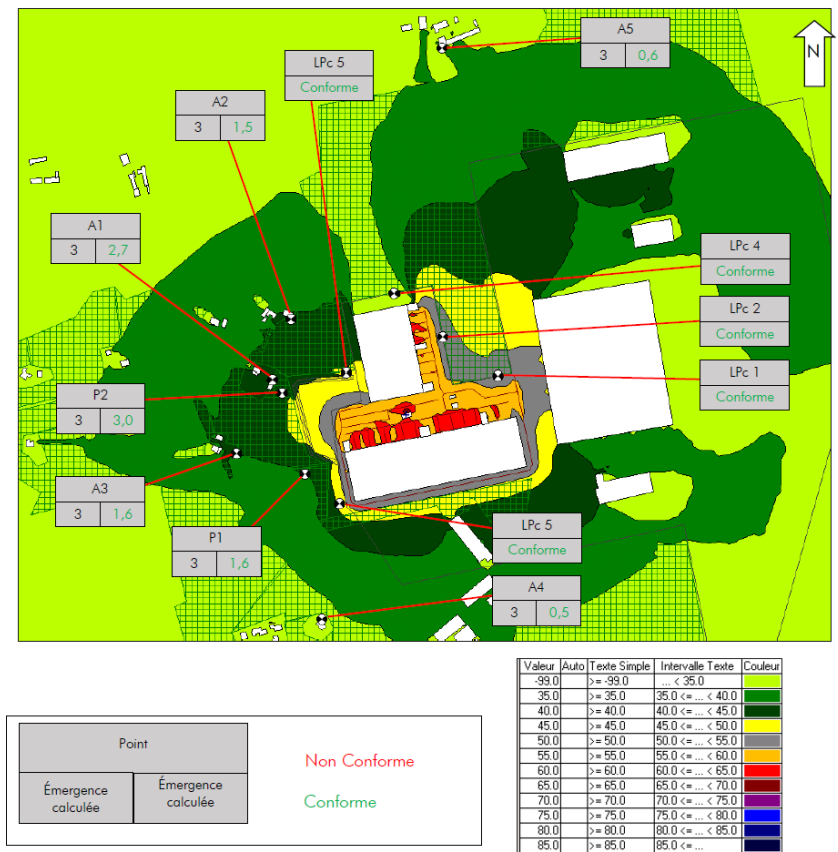 A5
3 0,6
N
LPc 5
Conforme
A2
3 1,5
A1
3 2,7
LPc 4
Conforme
LPc 2
Conforme
LPc 1
Conforme
P2
3 3,0
A3
3 1,6
P1
3 1,6
LPc 5
Conforme
A4
3 0,5
Valeur Auto Texte Simple Intervalle Texte Couleur
-99.0 >= -99.0 ... < 35.0
35.0 >= 35.0 35.0 <= ... < 40.0
40.0 >= 40.0 40.0 <= ... < 45.0
45.0 >= 45.0 45.0 <= ... < 50.0
50.0 >= 50.0 50.0 <= ... < 55.0
55.0 >= 55.0 55.0 <= ... < 60.0
60.0 >= 60.0 60.0 <= ... < 65.0
65.0 >= 65.0 65.0 <= ... < 70.0
70.0 >= 70.0 70.0 <= ... < 75.0
75.0 >= 75.0 75.0 <= ... < 80.0
80.0 >= 80.0 80.0 <= ... < 85.0
85.0 >= 85.0 85.0 <= ...
Point
Émergence calculée
Émergence calculée
Non Conforme
Conforme